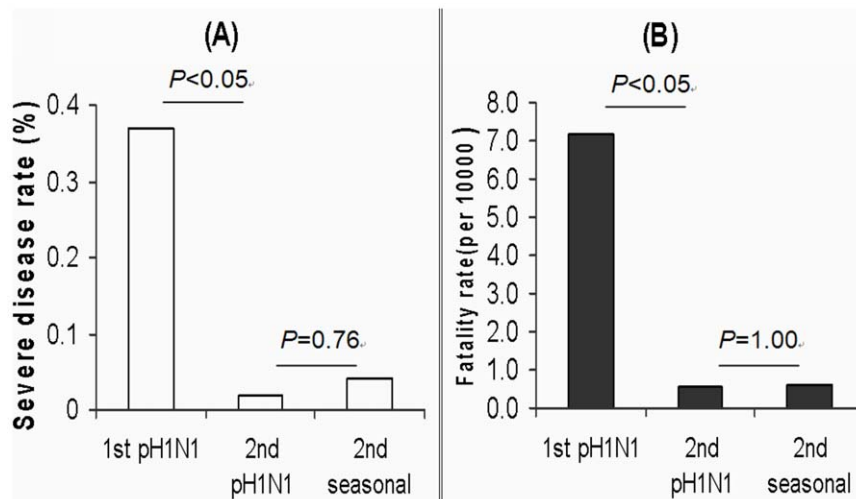 (A)
P<0.05
Severe disease rate (%)
0.4
0.3
0.2
0.1
0
P=0.76
1st pH1N1
2nd
pH1N1
2nd
seasonal
(B)
P<0.05
Fatality rate(per 10000)
8.0
7.0
6.0
5.0
4.0
3.0
2.0
1.0
0.0
P=1.00
1st pH1N1
2nd
pH1N1
2nd
seasonal